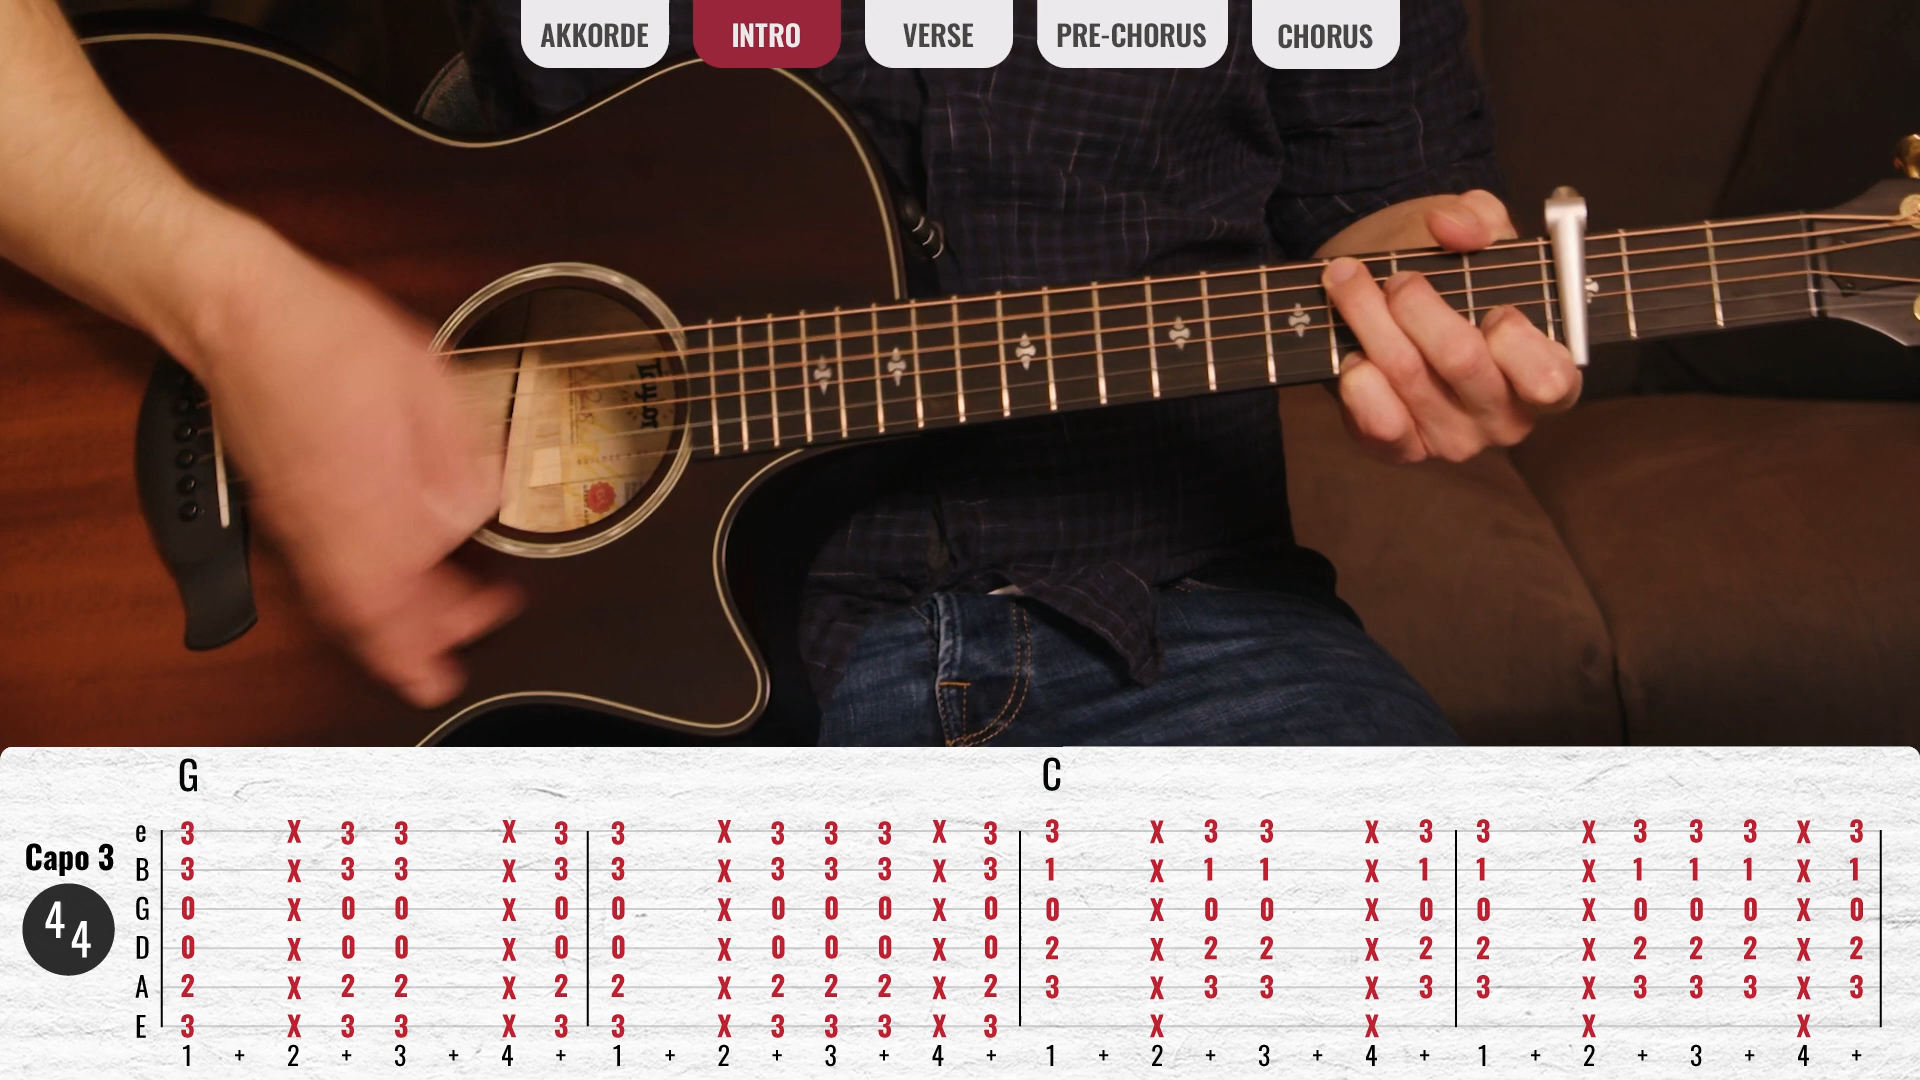 AKKORDE INTRO VERSE PRE-CHORUS CHORUS
G C
e 3 X 3 3 X 3 3 X 3 3 3 X 3 3 X 3 3 X 3 3 X 3 3 3 X 3
Capo 3
B 3 X 3 3 X 3 3 X 3 3 3 X 3 1 X 1 1 X 1 1 X 1 1 1 X 1
G 0 X 0 0 X 0 0 X 0 0 0 X 0 0 X 0 0 X 0 0 X 0 0 0 X 0
4 4
D 0 X 0 0 X 0 0 X 0 0 0 X 0 2 X 2 2 X 2 2 X 2 2 2 X 2
A 2 X 2 2 X 2 2 X 2 2 2 X 2 3 X 3 3 X 3 3 X 3 3 3 X 3
E 3 X 3 3 X 3 3 X 3 3 3 X 3 X X X X
1 + 2 + 3 + 4 + 1 + 2 + 3 + 4 + 1 + 2 + 3 + 4 + 1 + 2 + 3 + 4 +